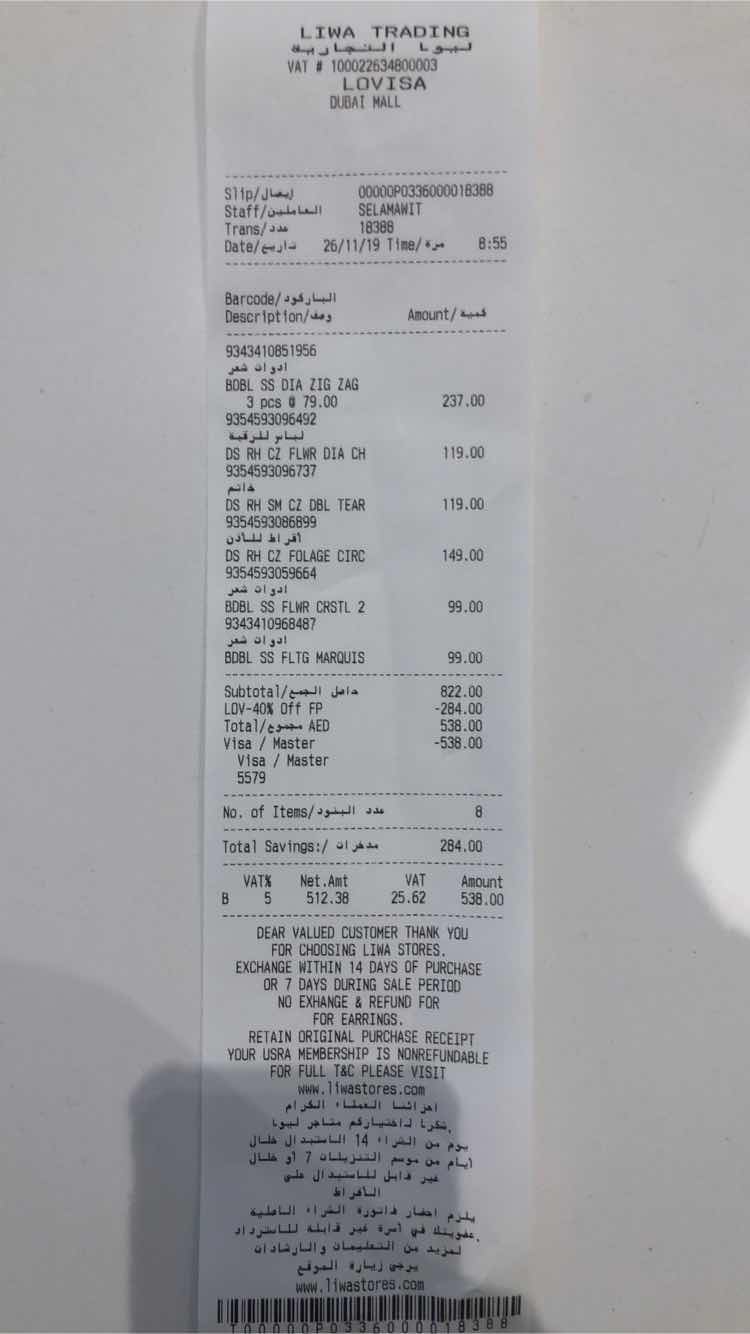 LIWA TRADING
ليوا التجارية
VAT # 100022634800003
LOVISA
DUBAI MALL
Slip/إيصال 00000P0336000018388
Staff/العاملين SELAMAWIT
Trans/عدد 18388
Date/تاريخ 26/11/19 Time/مرة 8:55
Barcode/الباركود
Description/وصف Amount/كمية
9343410851956
ادوات شعر
BDBL SS DIA ZIG ZAG
3 pcs @ 79.00 237.00
9354593096492
لباس للرقبة
DS RH CZ FLWR DIA CH 119.00
9354593096737
خاتم
DS RH SM CZ DBL TEAR 119.00
9354593086899
أقراط للأذن
DS RH CZ FOLAGE CIRC 149.00
9354593059664
ادوات شعر
BDBL SS FLWR CRSTL 2 99.00
9343410968487
ادوات شعر
BDBL SS FLTG MARQUIS 99.00
Subtotal/حاصل الجمع 822.00
LOV-40% Off FP -284.00
Total/مجموع AED 538.00
Visa / Master -538.00
Visa / Master
5579
No. of Items/عدد البنود 8
Total Savings:/مدخرات 284.00
VAT% Net.Amt VAT Amount
B 5 512.38 25.62 538.00
DEAR VALUED CUSTOMER THANK YOU
FOR CHOOSING LIWA STORES.
EXCHANGE WITHIN 14 DAYS OF PURCHASE
OR 7 DAYS DURING SALE PERIOD
NO EXHANGE & REFUND FOR
FOR EARRINGS.
RETAIN ORIGINAL PURCHASE RECEIPT
YOUR USRA MEMBERSHIP IS NONREFUNDABLE
FOR FULL T&C PLEASE VISIT
www.liwastores.com
اعزائنا العملاء الكرام
شكرا لاختياركم متاجر ليوا.
يوم من الشراء 14 الاستبدال خلال
أيام من موسم التنزيلات 7 أو خلال
غير قابل للاستبدال على
الأقراط
يلزم احضار فاتورة الشراء الأصلية
عضويتك في أسرة غير قابلة للاسترداد.
لمزيد من التعليمات والارشادات
يرجى زيارة الموقع
www.liwastores.com
T00000P0336000018388